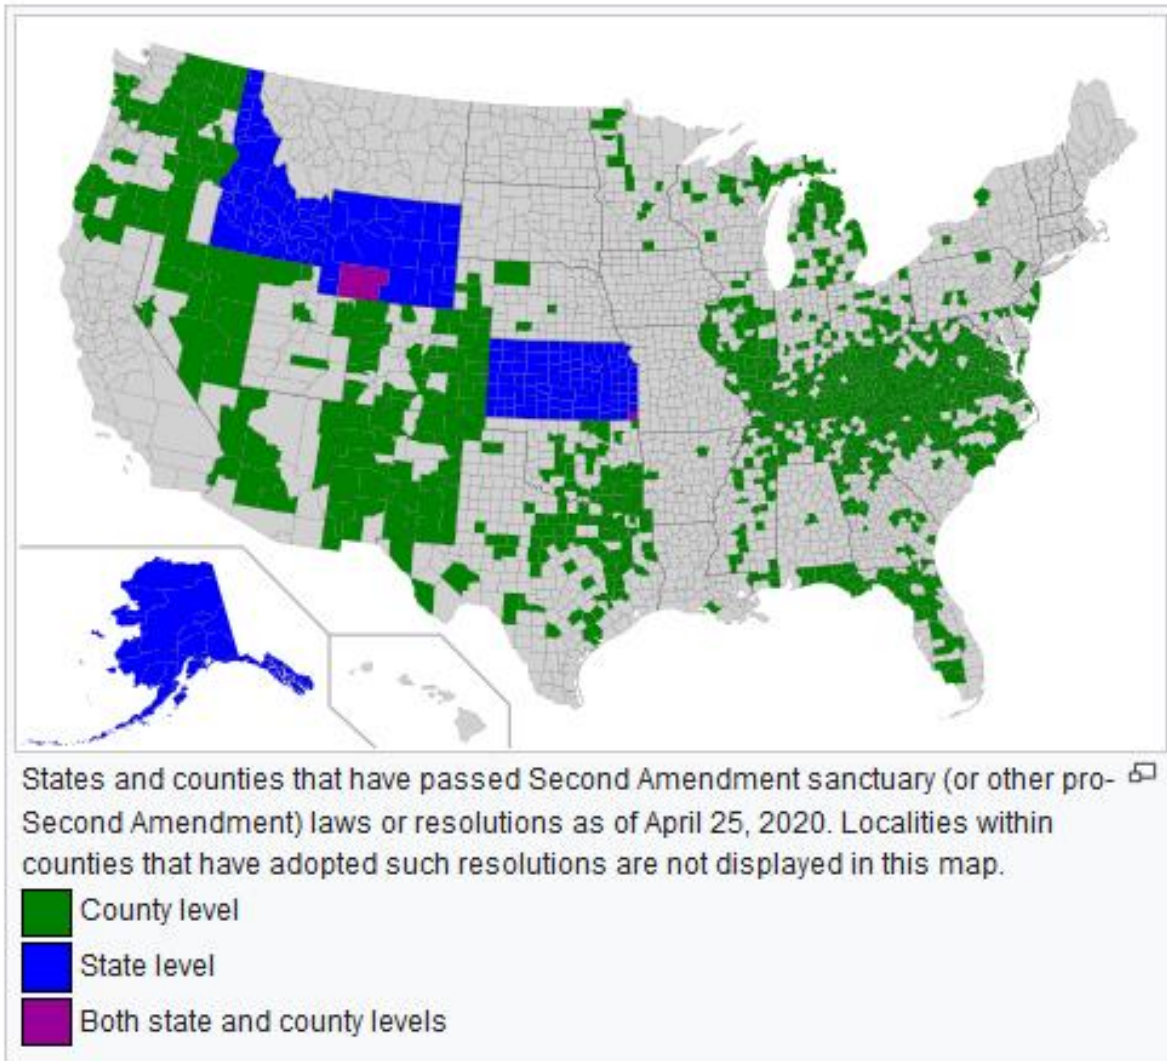 States and counties that have passed Second Amendment sanctuary (or other pro-
Second Amendment) laws or resolutions as of April 25, 2020. Localities within
counties that have adopted such resolutions are not displayed in this map.
County level
State level
Both state and county levels